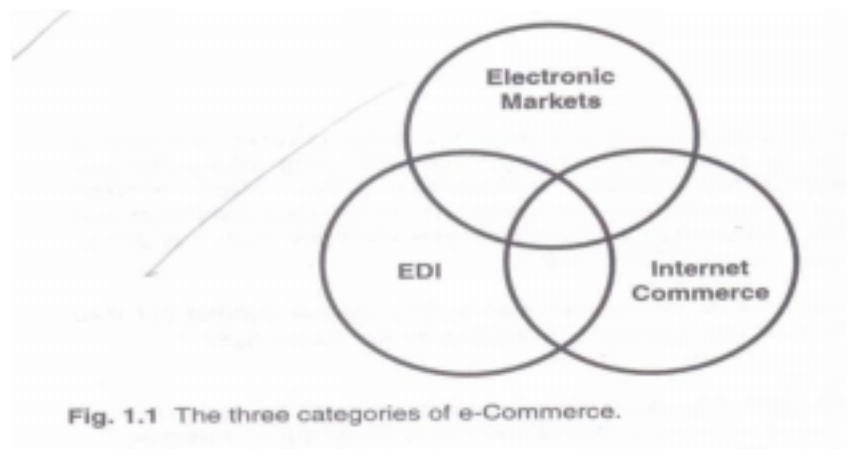 Electronic
Markets
EDI
Internet
Commerce
Fig. 1.1 The three categories of e-Commerce.